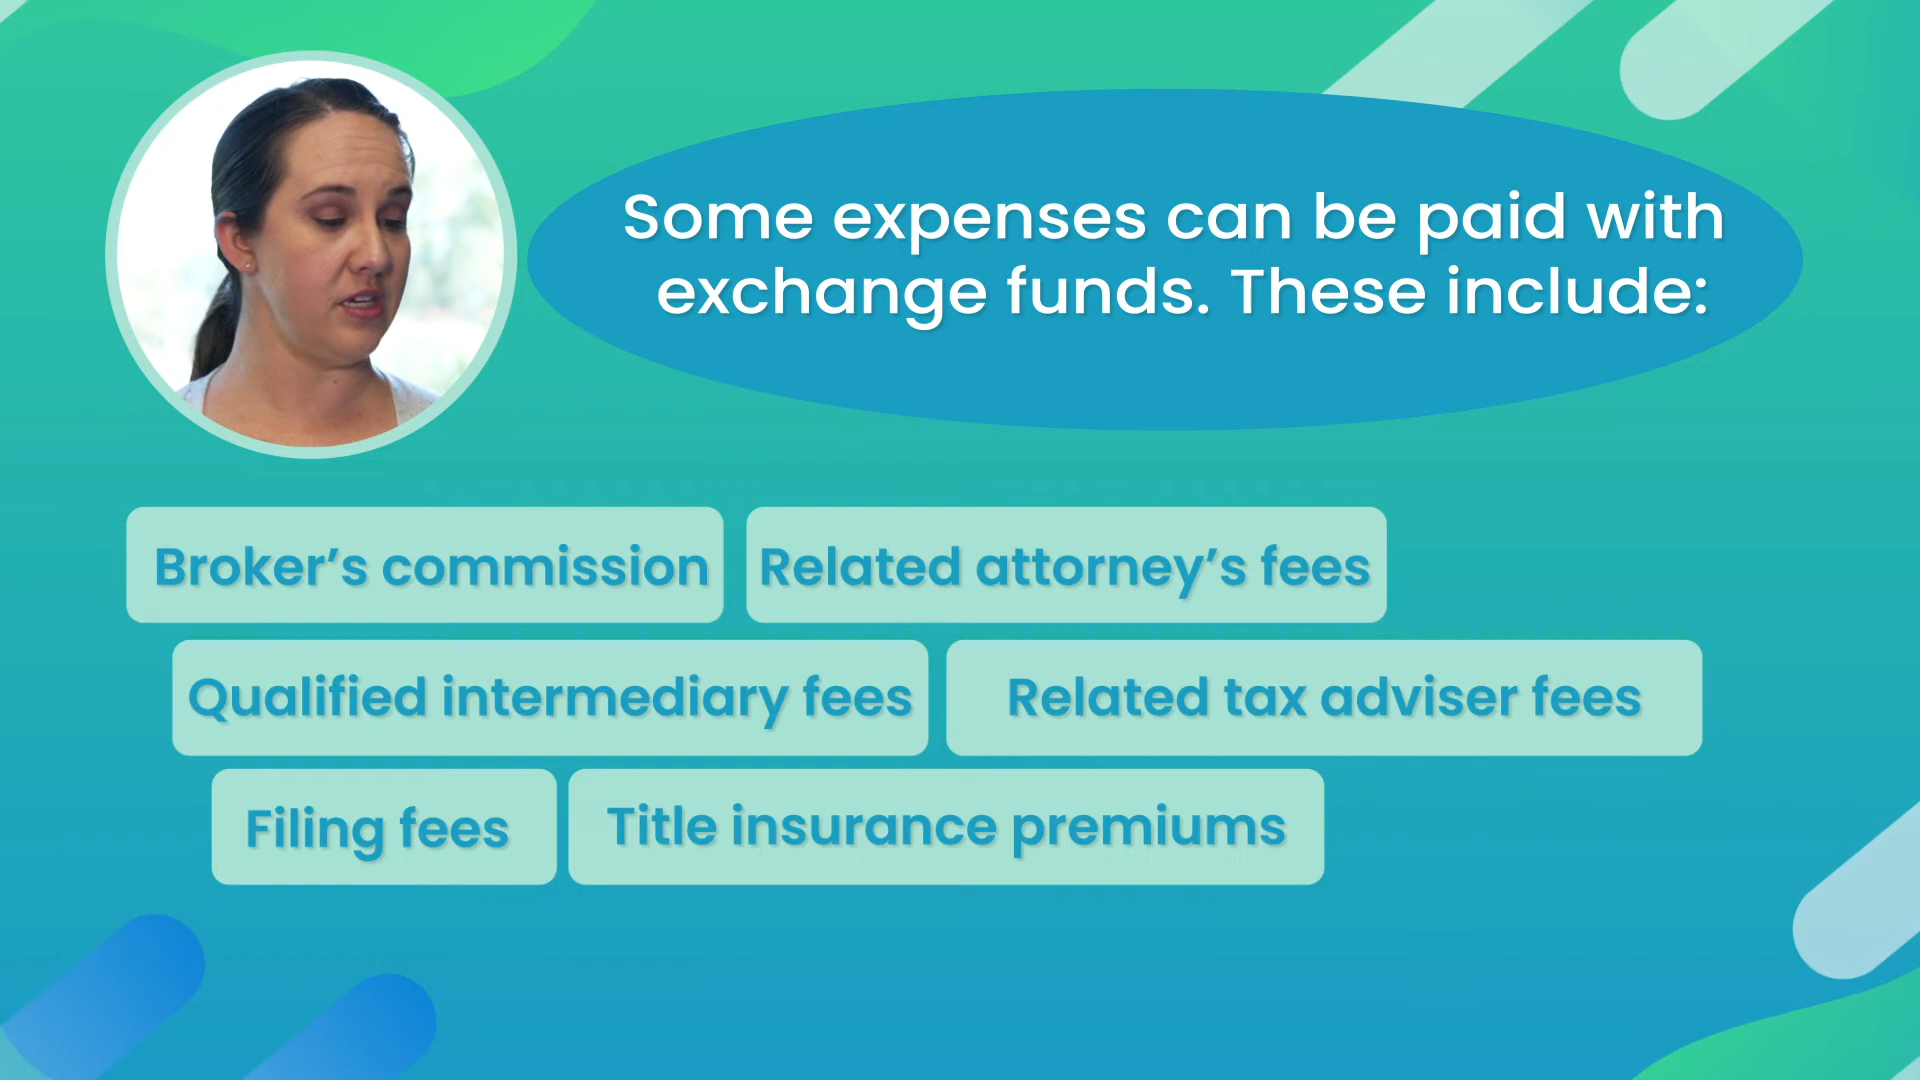 Some expenses can be paid with
exchange funds. These include:
Broker’s commission
Related attorney’s fees
Qualified intermediary fees
Related tax adviser fees
Filing fees
Title insurance premiums